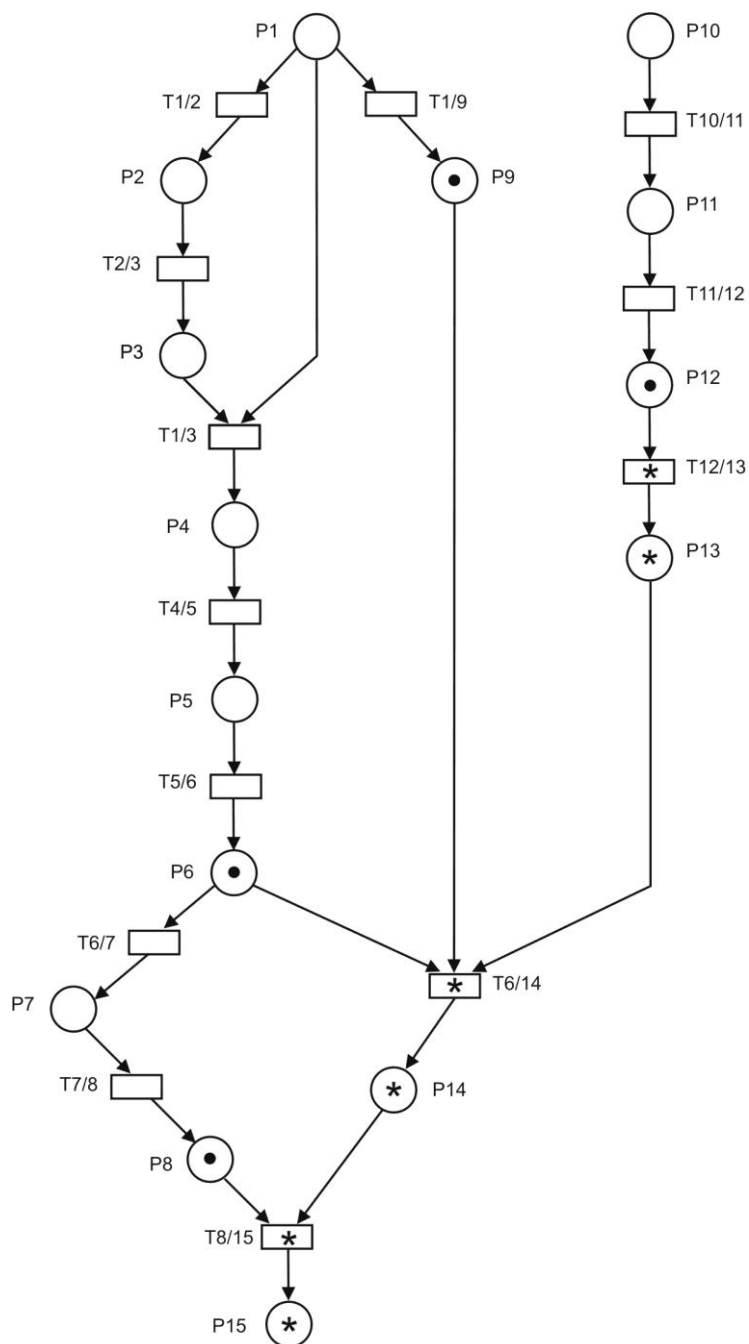 P1
P10
T1/2
T1/9
T10/11
P2
P9
P11
T2/3
T11/12
P3
P12
T1/3
T12/13
*
P4
P13
*
T4/5
P5
T5/6
P6
T6/7
T6/14
*
P7
T7/8
P14
*
P8
T8/15
*
P15
*